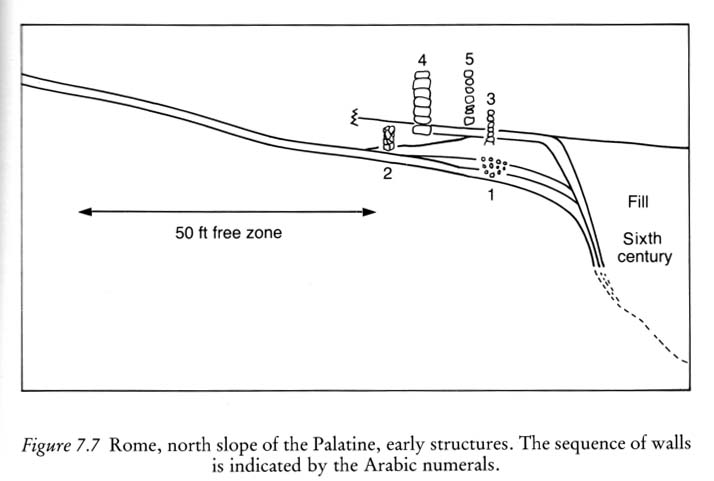 4
5
3
2
1
50 ft free zone
Fill
Sixth
century
Figure 7.7 Rome, north slope of the Palatine, early structures. The sequence of walls
is indicated by the Arabic numerals.